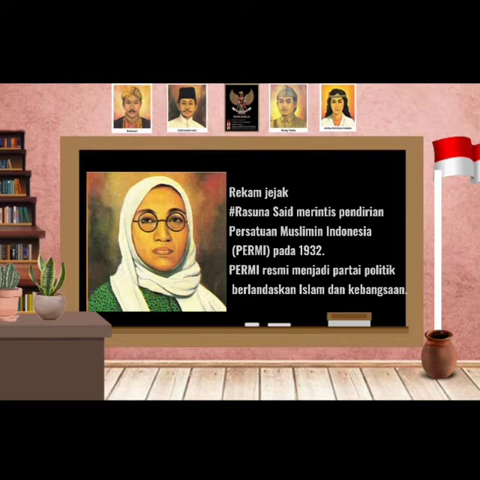 Rekam jejak
#Rasuna Said merintis pendirian
Persatuan Muslimin Indonesia
(PERMI) pada 1932.
PERMI resmi menjadi partai politik
berlandaskan Islam dan kebangsaan.